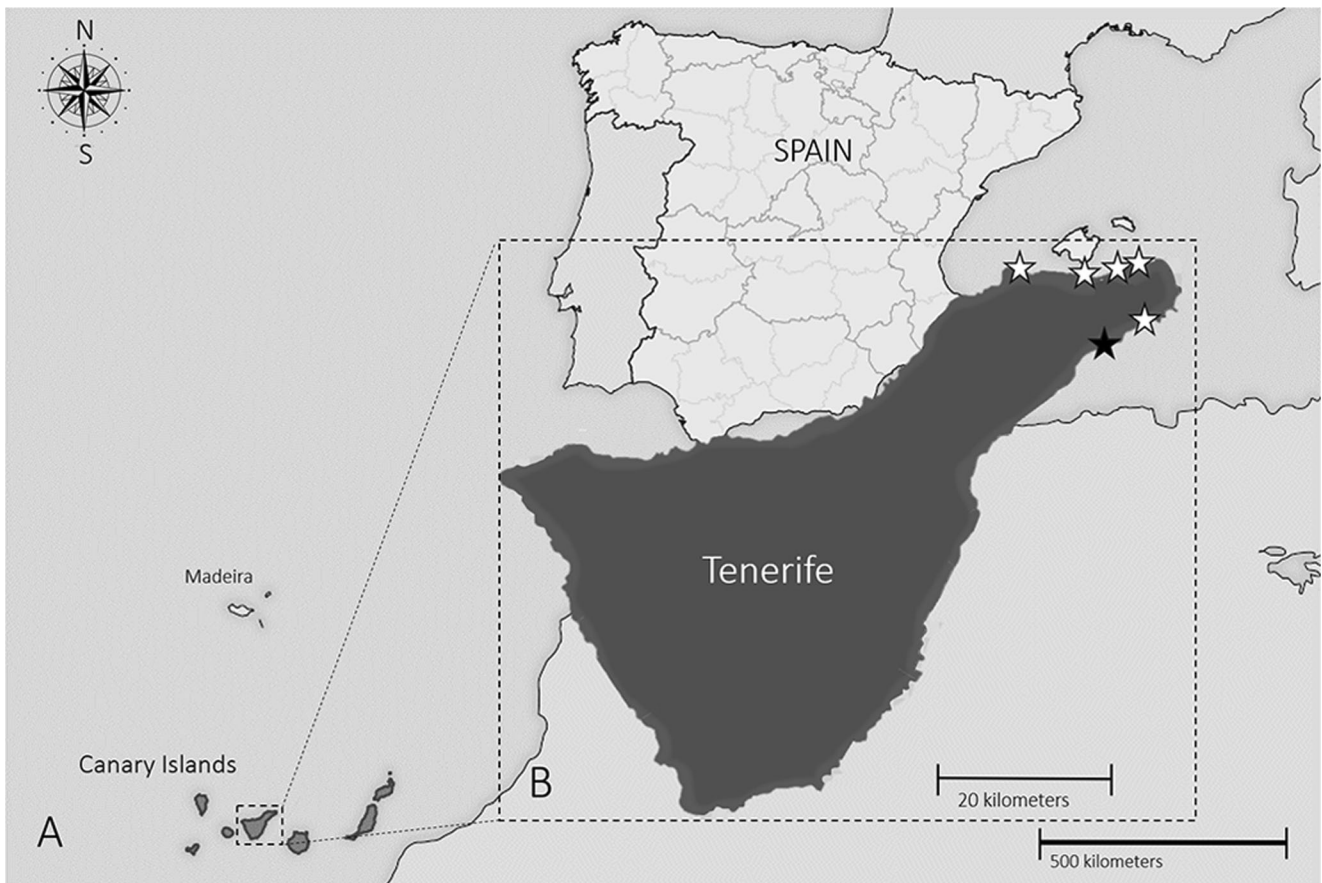 N
S
SPAIN
Tenerife
Madeira
Canary Islands
A
B
20 kilometers
500 kilometers